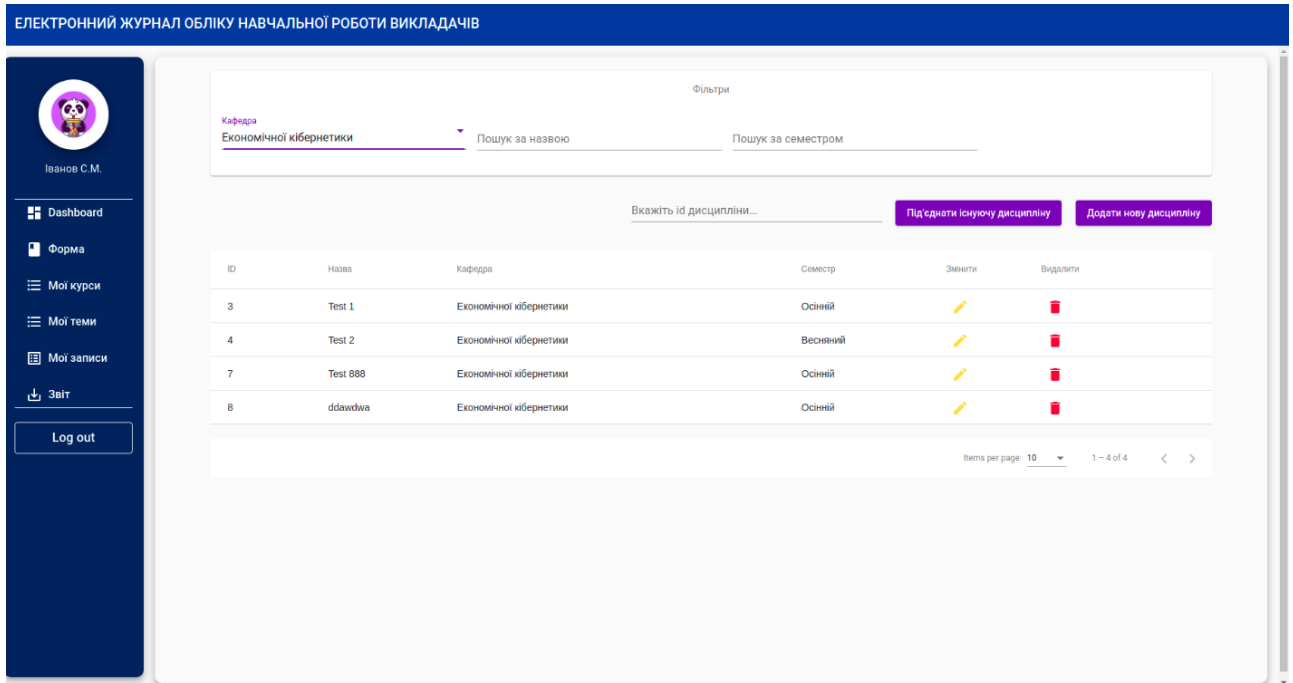 ЕЛЕКТРОННИЙ ЖУРНАЛ ОБЛІКУ НАВЧАЛЬНОЇ РОБОТИ ВИКЛАДАЧІВ
Іванов С.М.
Dashboard
Форма
Мої курси
Мої теми
Мої записи
Звіт
Log out
Фільтри
Кафедра
Економічної кібернетики Пошук за назвою Пошук за семестром
Вкажіть id дисципліни... Під'єднати існуючу дисципліну Додати нову дисципліну
ID Назва Кафедра Семестр Змінити Видалити
3 Test 1 Економічної кібернетики Осінній
4 Test 2 Економічної кібернетики Весняний
7 Test 888 Економічної кібернетики Осінній
8 ddawdwa Економічної кібернетики Осінній
Items per page: 10 1 – 4 of 4